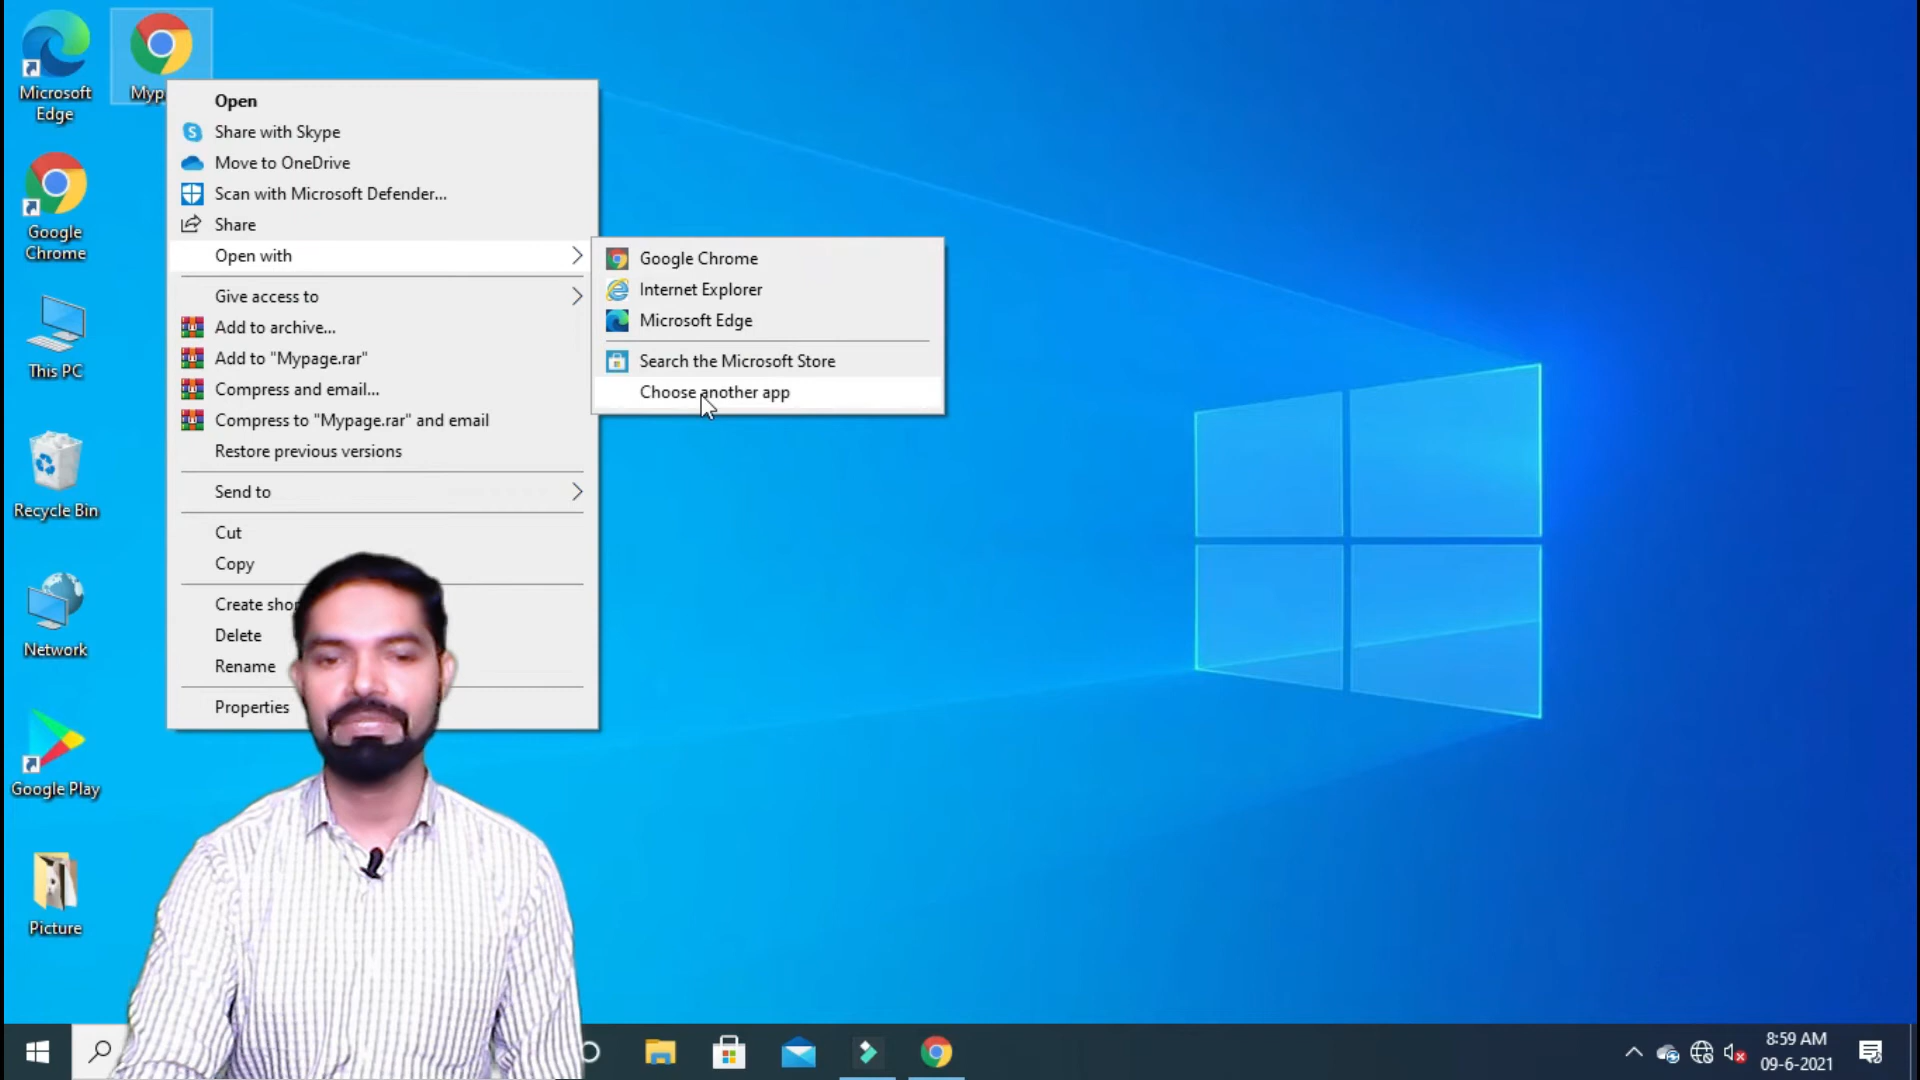 Microsoft
Edge
Myp
Google
Chrome
This PC
Recycle Bin
Network
Google Play
Picture
Open
Share with Skype
Move to OneDrive
Scan with Microsoft Defender...
Share
Open with
Give access to
Add to archive...
Add to "Mypage.rar"
Compress and email...
Compress to "Mypage.rar" and email
Restore previous versions
Send to
Cut
Copy
Create sho
Delete
Rename
Properties
Google Chrome
Internet Explorer
Microsoft Edge
Search the Microsoft Store
Choose another app
8:59 AM
09-6-2021